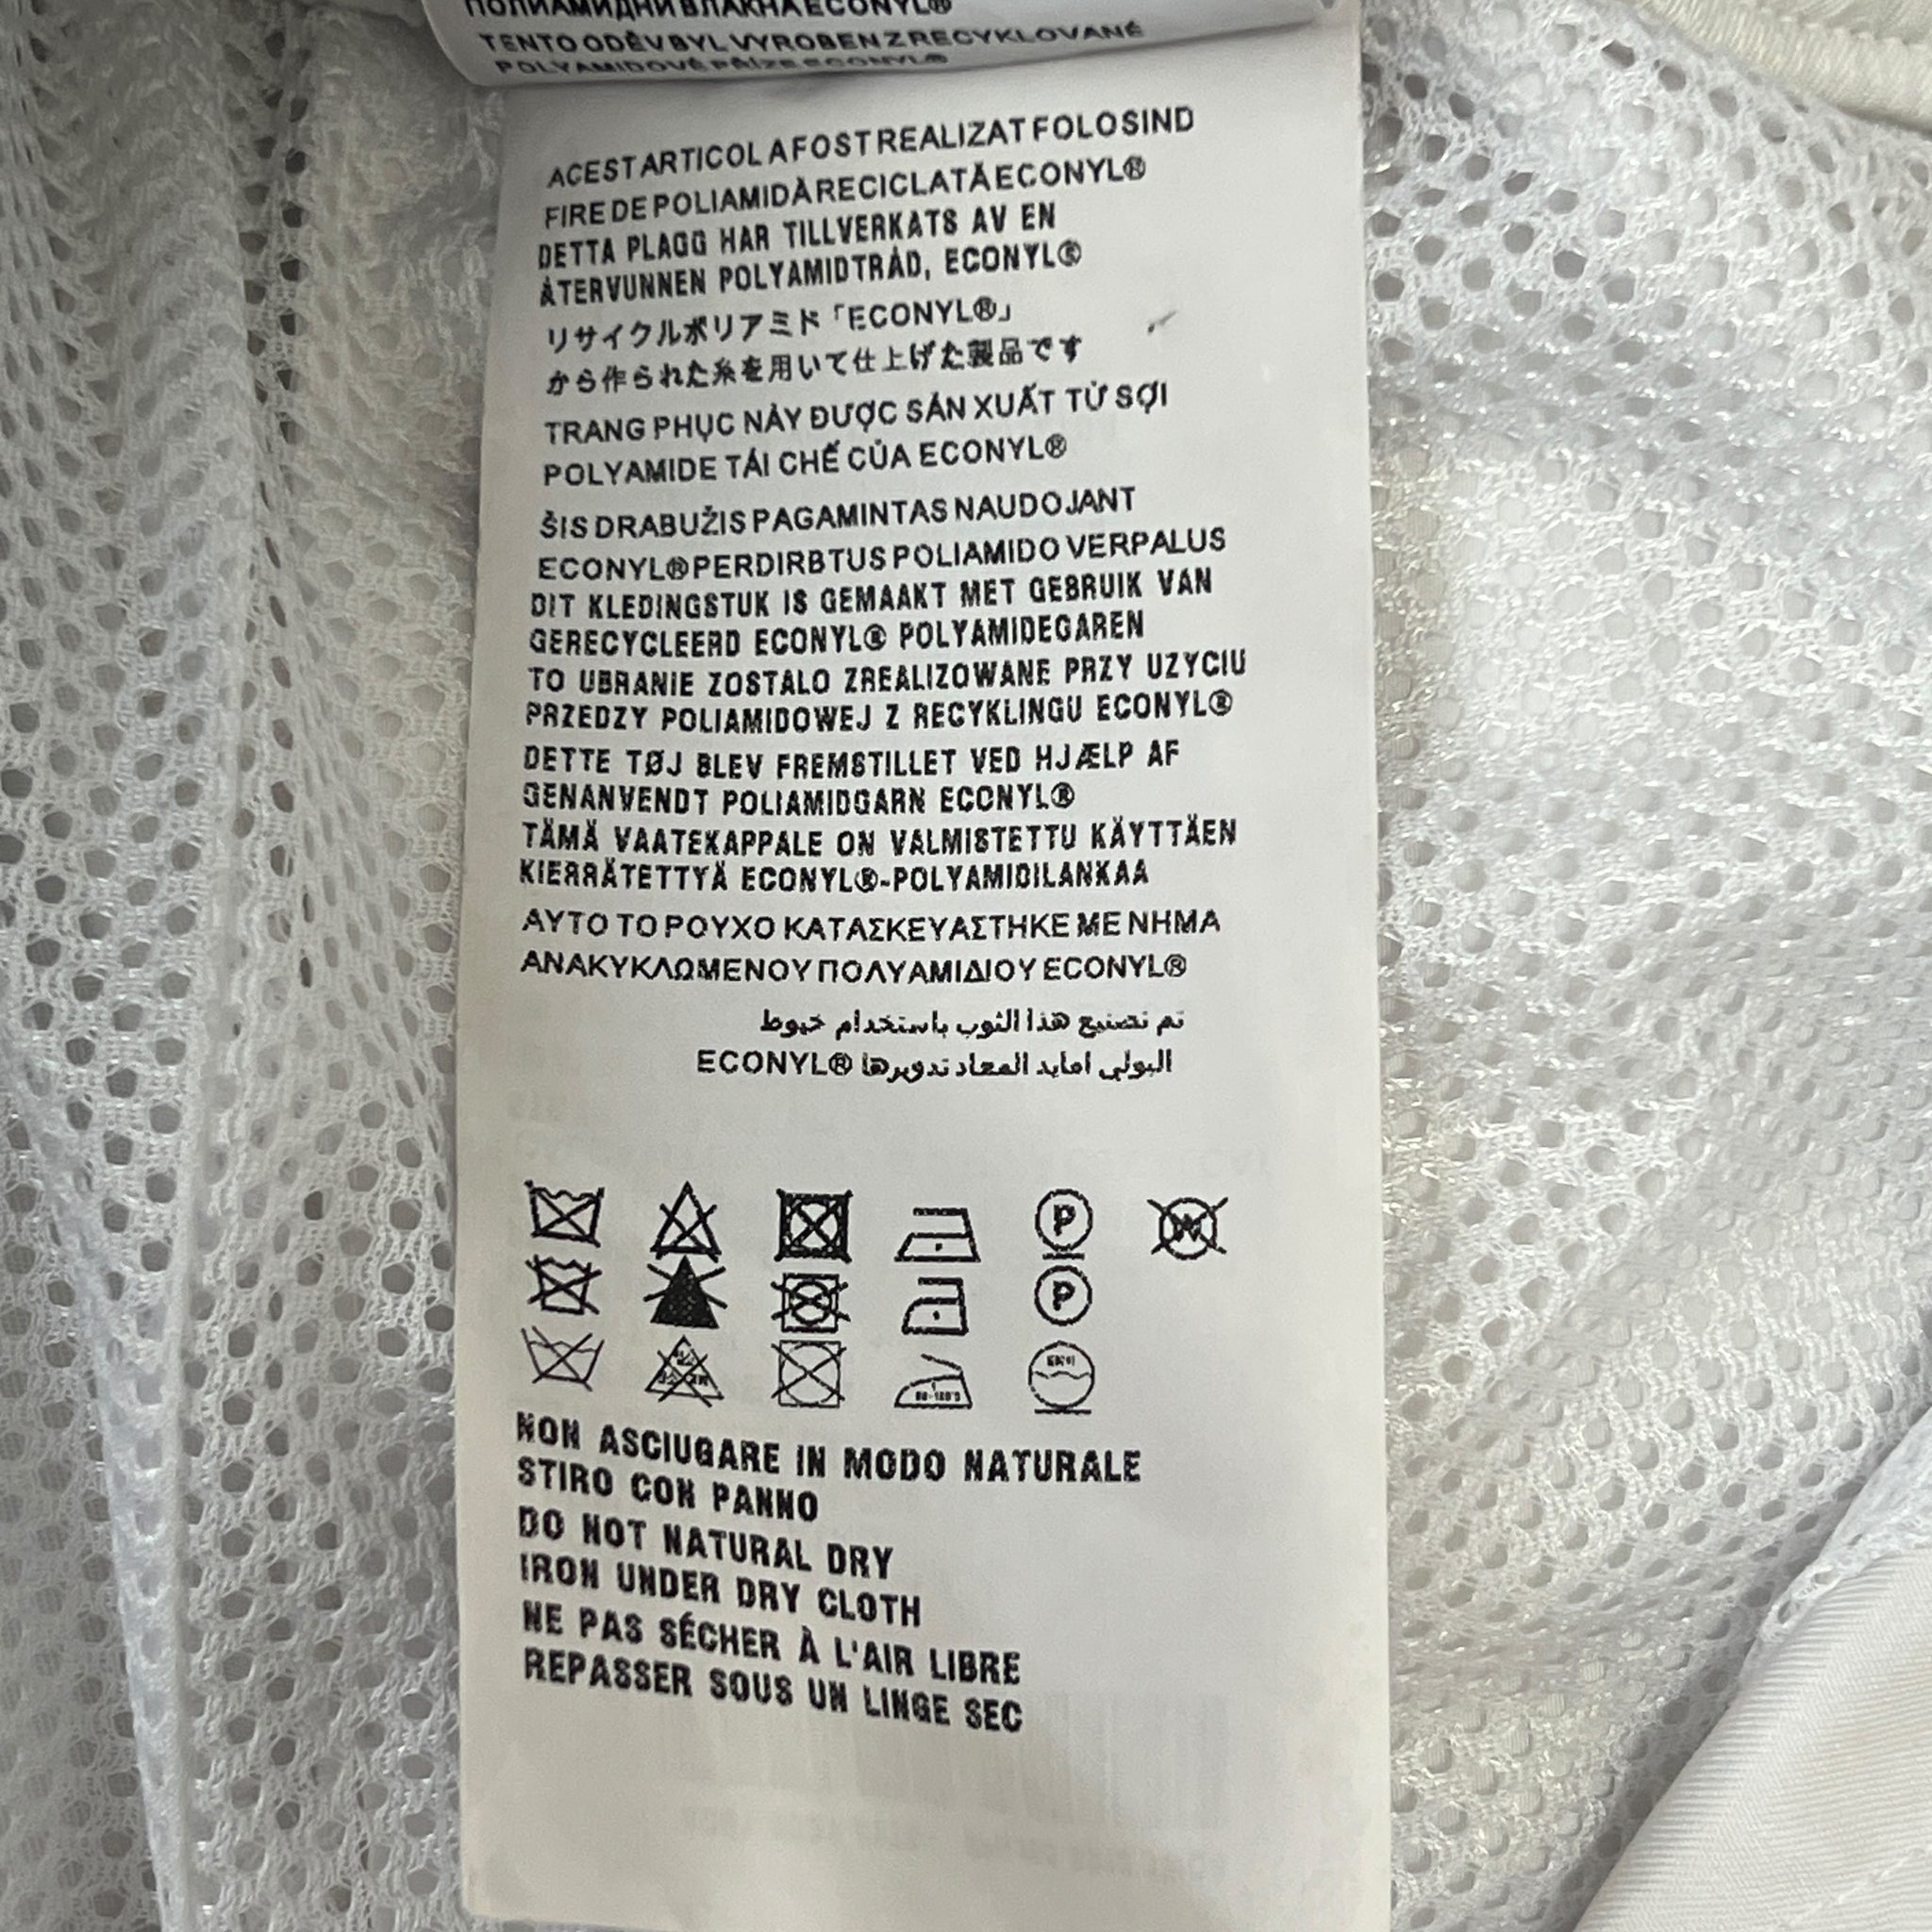 ПОЛИАМИДНИ ВЛАКНА ECONYL®
TENTO ODĚV BYL VYROBEN Z RECYKLOVANÉ
POLYAMIDOVÉ PŘÍZE ECONYL®
ACEST ARTICOL A FOST REALIZAT FOLOSIND
FIRE DE POLIAMIDĂ RECICLATĂ ECONYL®
DETTA PLAGG HAR TILLVERKATS AV EN
ÅTERVUNNEN POLYAMIDTRÅD, ECONYL®
リサイクルポリアミド「ECONYL®」
から作られた糸を用いて仕上げた製品です
TRANG PHỤC NÀY ĐƯỢC SẢN XUẤT TỪ SỢI
POLYAMIDE TÁI CHẾ CỦA ECONYL®
ŠIS DRABUŽIS PAGAMINTAS NAUDOJANT
ECONYL® PERDIRBTUS POLIAMIDO VERPALUS
DIT KLEDINGSTUK IS GEMAAKT MET GEBRUIK VAN
GERECYCLEERD ECONYL® POLYAMIDEGAREN
TO UBRANIE ZOSTALO ZREALIZOWANE PRZY UZYCIU
PRZEDZY POLIAMIDOWEJ Z RECYKLINGU ECONYL®
DETTE TØJ BLEV FREMSTILLET VED HJÆLP AF
GENANVENDT POLIAMIDGARN ECONYL®
TÄMÄ VAATEKAPPALE ON VALMISTETTU KÄYTTÄEN
KIERRÄTETTYÄ ECONYL®-POLYAMIDILANKAA
ΑΥΤΟ ΤΟ ΡΟΥΧΟ ΚΑΤΑΣΚΕΥΑΣΤΗΚΕ ΜΕ ΝΗΜΑ
ΑΝΑΚΥΚΛΩΜΕΝΟΥ ΠΟΛΥΑΜΙΔΙΟΥ ECONYL®
تم تصنيع هذا الثوب باستخدام خيوط
البولي امايد المعاد تدويرها ECONYL®
P W
P
80-120°C
NON ASCIUGARE IN MODO NATURALE
STIRO CON PANNO
DO NOT NATURAL DRY
IRON UNDER DRY CLOTH
NE PAS SÉCHER À L'AIR LIBRE
REPASSER SOUS UN LINGE SEC